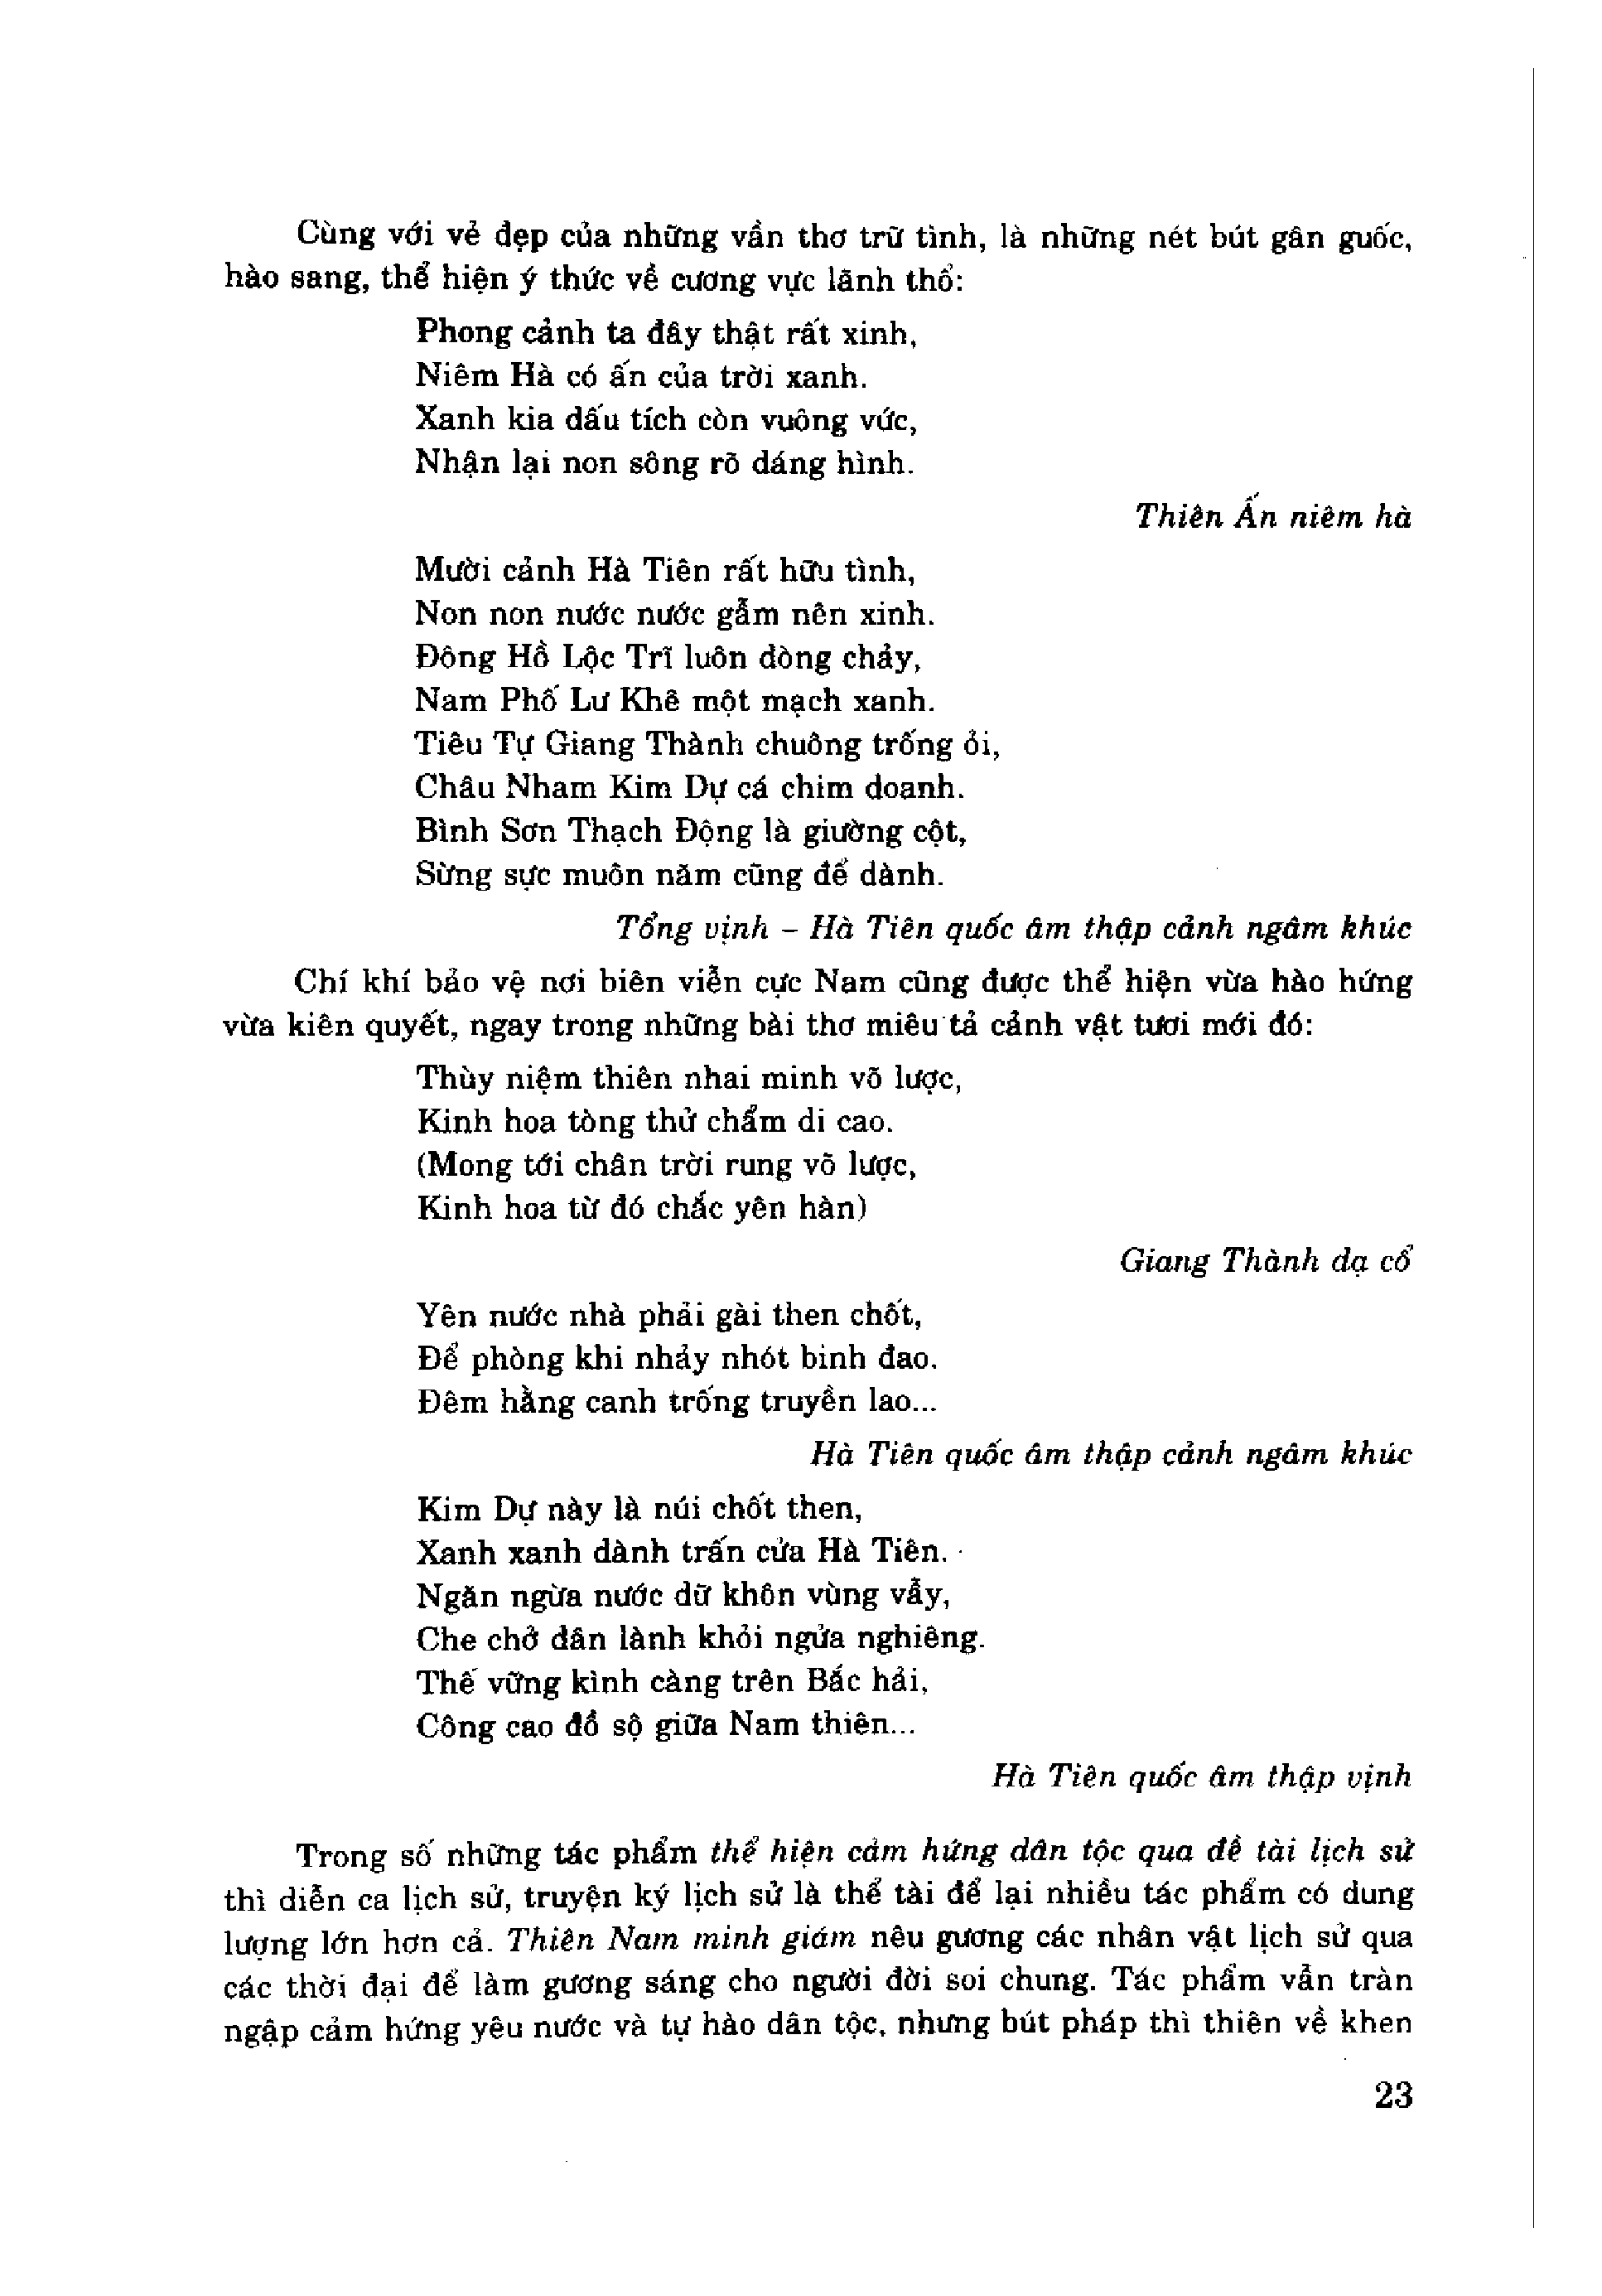 Cùng với vẻ đẹp của những vần thơ trữ tình, là những nét bút gân guốc,
hào sang, thể hiện ý thức về cương vực lãnh thổ:
Phong cảnh ta đây thật rất xinh,
Niêm Hà có ấn của trời xanh.
Xanh kia dấu tích còn vuông vức,
Nhận lại non sông rõ dáng hình.
Thiên Ấn niêm hà
Mười cảnh Hà Tiên rất hữu tình,
Non non nước nước gẫm nên xinh.
Đông Hồ Lộc Trĩ luôn dòng chảy,
Nam Phố Lư Khê một mạch xanh.
Tiêu Tự Giang Thành chuông trống ỏi,
Châu Nham Kim Dự cá chim doanh.
Bình Sơn Thạch Động là giường cột,
Sừng sực muôn năm cũng để dành.
Tổng vịnh – Hà Tiên quốc âm thập cảnh ngâm khúc
Chí khí bảo vệ nơi biên viễn cực Nam cũng được thể hiện vừa hào hứng
vừa kiên quyết, ngay trong những bài thơ miêu tả cảnh vật tươi mới đó:
Thùy niệm thiên nhai minh võ lược,
Kinh hoa tòng thử chẩm di cao.
(Mong tới chân trời rung võ lược,
Kinh hoa từ đó chắc yên hàn)
Giang Thành dạ cổ
Yên nước nhà phải gài then chốt,
Để phòng khi nhảy nhót binh đao.
Đêm hằng canh trống truyền lao...
Hà Tiên quốc âm thập cảnh ngâm khúc
Kim Dự này là núi chốt then,
Xanh xanh dành trấn cửa Hà Tiên.
Ngăn ngừa nước dữ khôn vùng vẫy,
Che chở dân lành khỏi ngửa nghiêng.
Thế vững kình càng trên Bắc hải,
Công cao đồ sộ giữa Nam thiên...
Hà Tiên quốc âm thập vịnh
Trong số những tác phẩm thể hiện cảm hứng dân tộc qua đề tài lịch sử
thì diễn ca lịch sử, truyện ký lịch sử là thể tài để lại nhiều tác phẩm có dung
lượng lớn hơn cả. Thiên Nam minh giám nêu gương các nhân vật lịch sử qua
các thời đại để làm gương sáng cho người đời soi chung. Tác phẩm vẫn tràn
ngập cảm hứng yêu nước và tự hào dân tộc, nhưng bút pháp thì thiên về khen
23